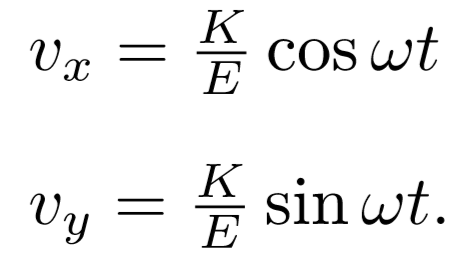 v_x = \frac{K}{E} \cos \omega t
v_y = \frac{K}{E} \sin \omega t.